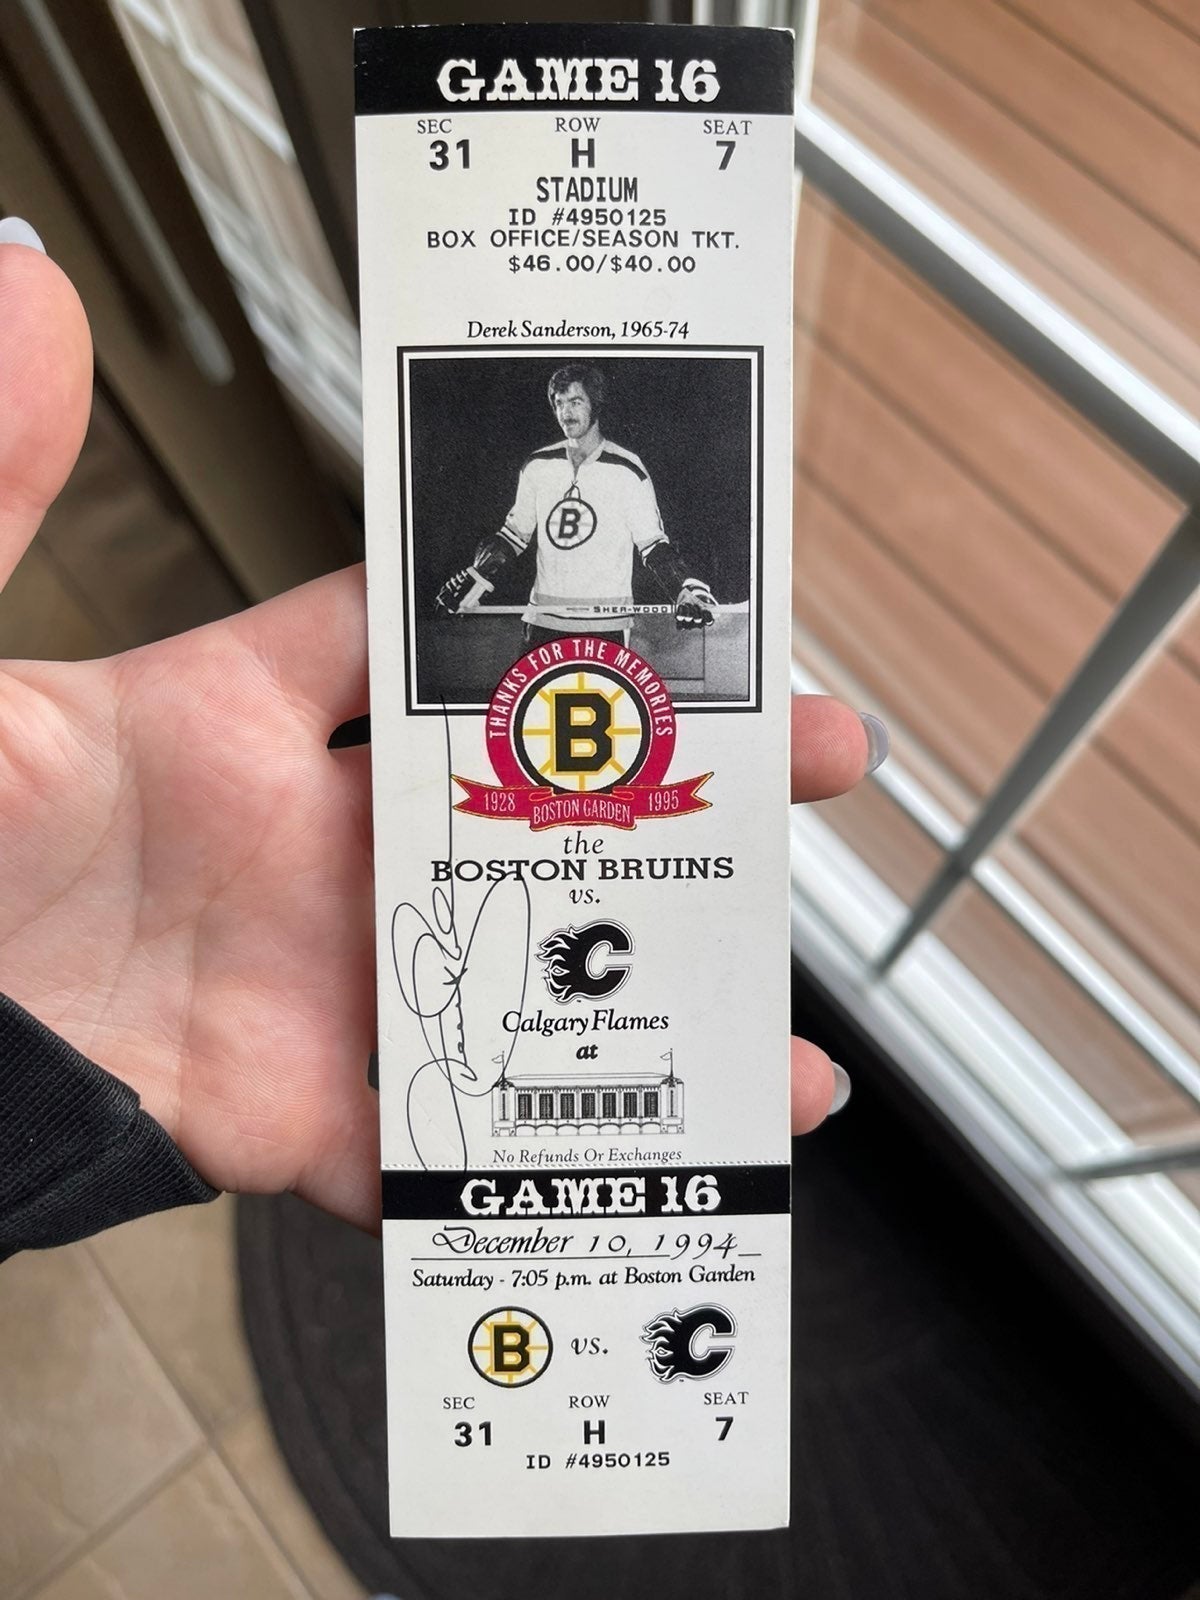 GAME 16
SEC ROW SEAT
31 H 7
STADIUM
ID #4950125
BOX OFFICE/SEASON TKT.
$46.00/$40.00
Derek Sanderson, 1965-74
B
SHER-WOOD
THANKS FOR THE MEMORIES
B
1928 BOSTON GARDEN 1995
the
BOSTON BRUINS
vs.
C
Calgary Flames
at
No Refunds Or Exchanges
GAME 16
December 10, 1994
Saturday - 7:05 p.m. at Boston Garden
B vs. C
SEC ROW SEAT
31 H 7
ID #4950125